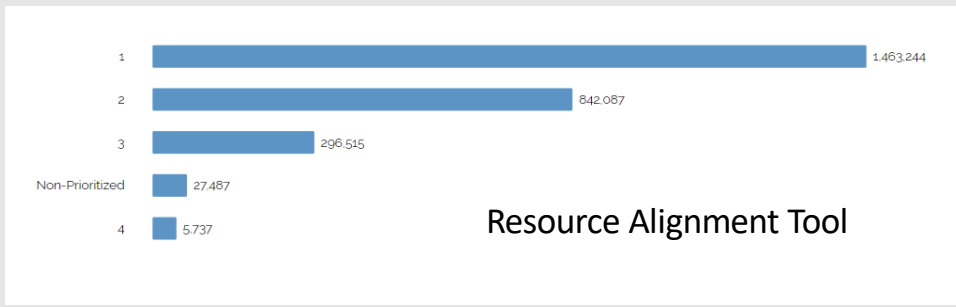 1 1,463,244
2 842,087
3 296,515
Non-Prioritized 27,487
4 5,737
Resource Alignment Tool